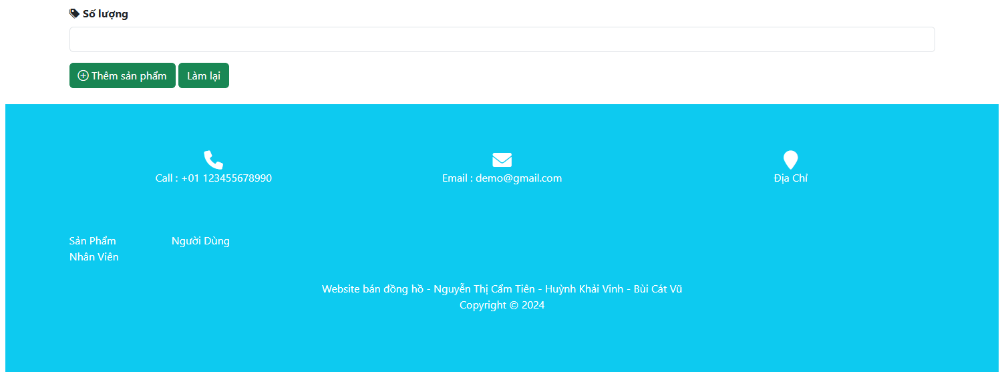 Số lượng
Thêm sản phẩm Làm lại
Call : +01 123455678990
Email : demo@gmail.com
Địa Chỉ
Sản Phẩm
Người Dùng
Nhân Viên
Website bán đồng hồ - Nguyễn Thị Cẩm Tiên - Huỳnh Khải Vinh - Bùi Cát Vũ
Copyright © 2024